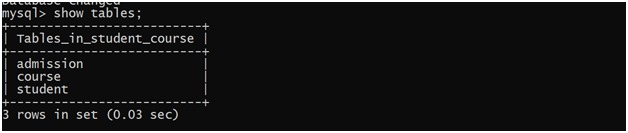 Database changed
mysql> show tables;
+--------------------------+
| Tables_in_student_course |
+--------------------------+
| admission                |
| course                   |
| student                  |
+--------------------------+
3 rows in set (0.03 sec)